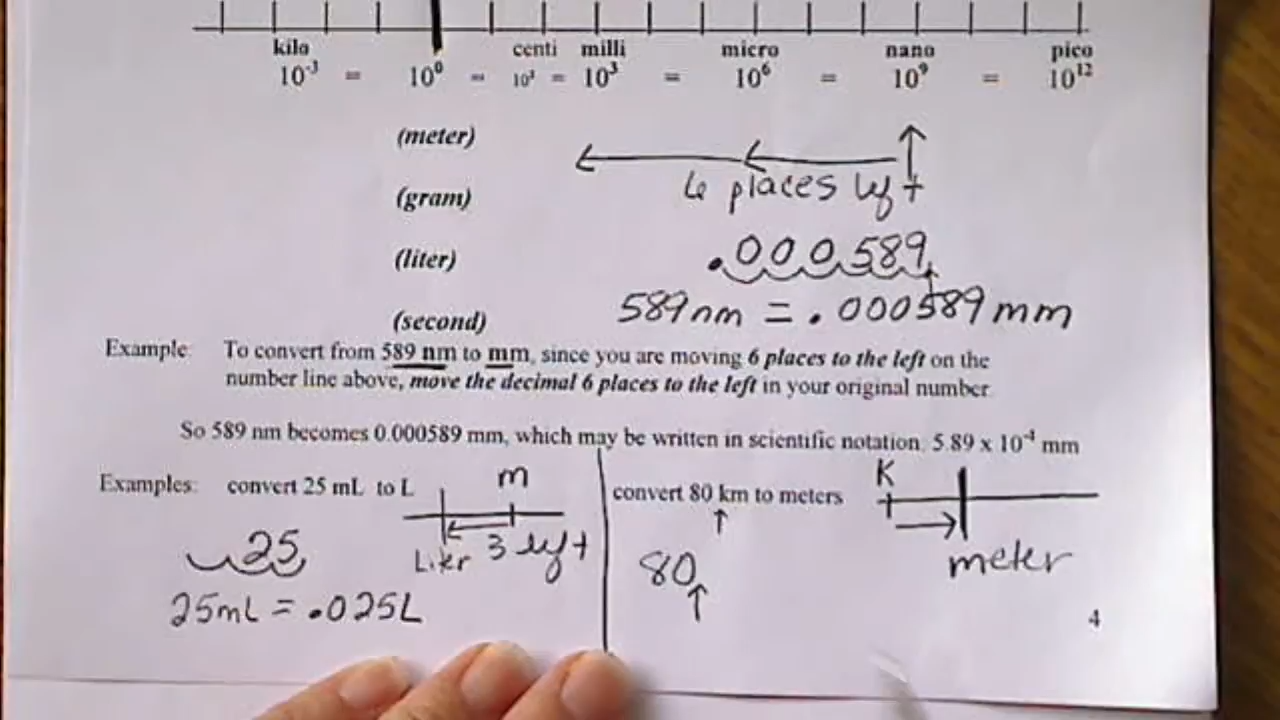 kilo centi milli micro nano pico
10⁻³ = 10⁰ = 10² = 10³ = 10⁶ = 10⁹ = 10¹²
(meter)
(gram)
6 places left
(liter)
.000589
(second)
589nm = .000589 mm
Example: To convert from 589 nm to mm, since you are moving 6 places to the left on the
number line above, move the decimal 6 places to the left in your original number.
So 589 nm becomes 0.000589 mm, which may be written in scientific notation: 5.89 x 10⁻⁴ mm
Examples: convert 25 mL to L
m
Liter 3 left
25
25mL = .025L
convert 80 km to meters
K
meter
80
4